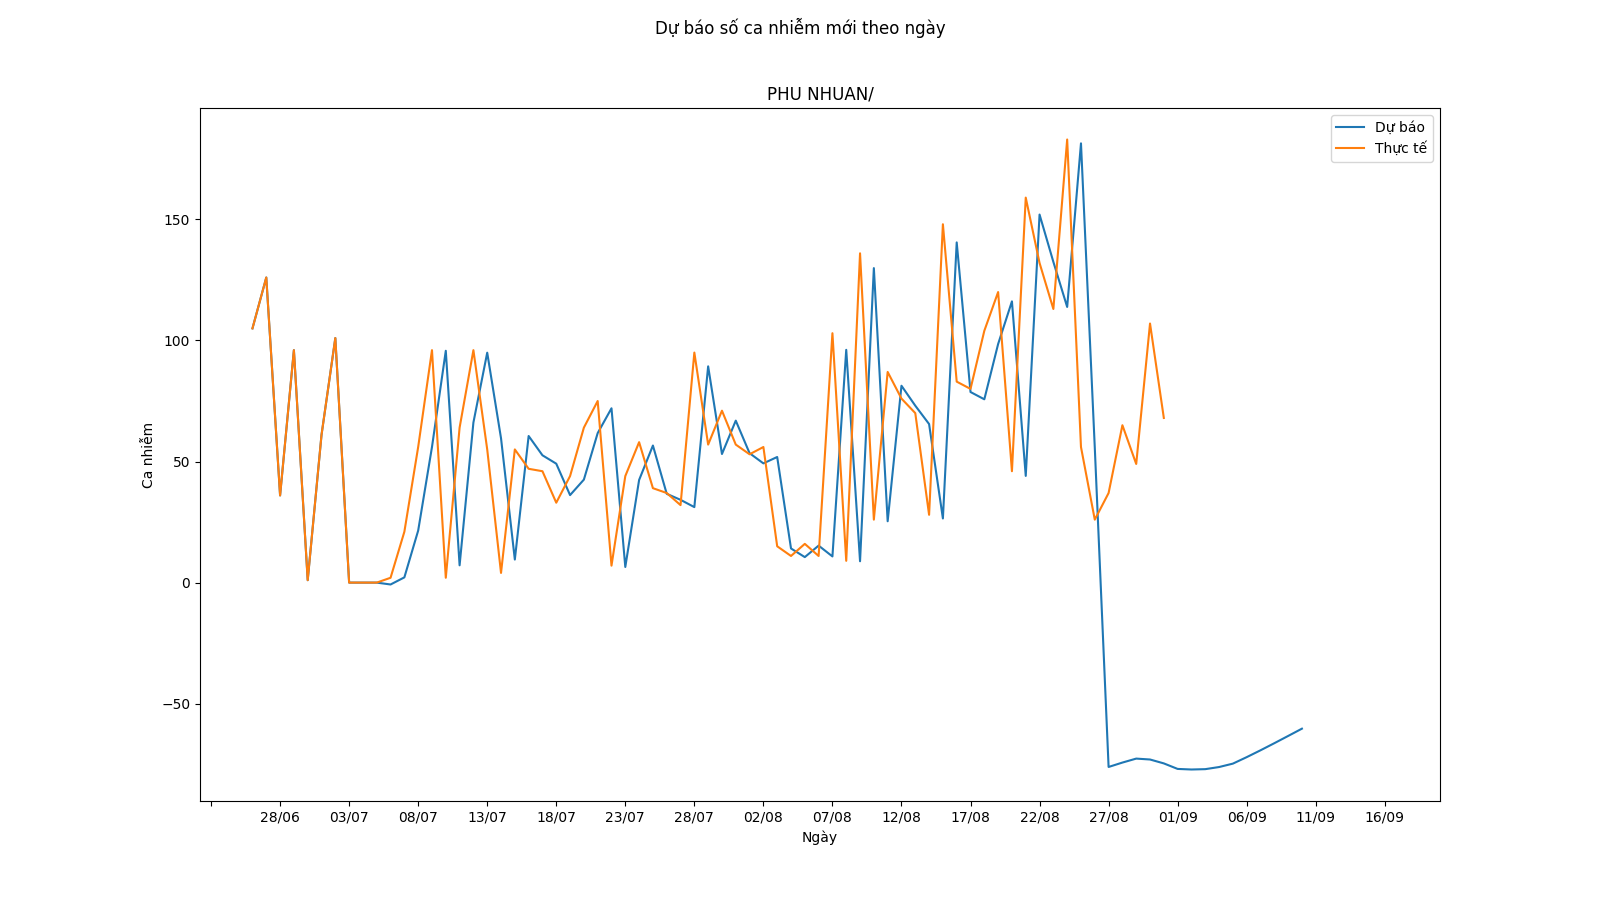 Dự báo số ca nhiễm mới theo ngày
PHU NHUAN/
Dự báo
Thực tế
Ca nhiễm
150
100
50
0
−50
28/06 03/07 08/07 13/07 18/07 23/07 28/07 02/08 07/08 12/08 17/08 22/08 27/08 01/09 06/09 11/09 16/09
Ngày